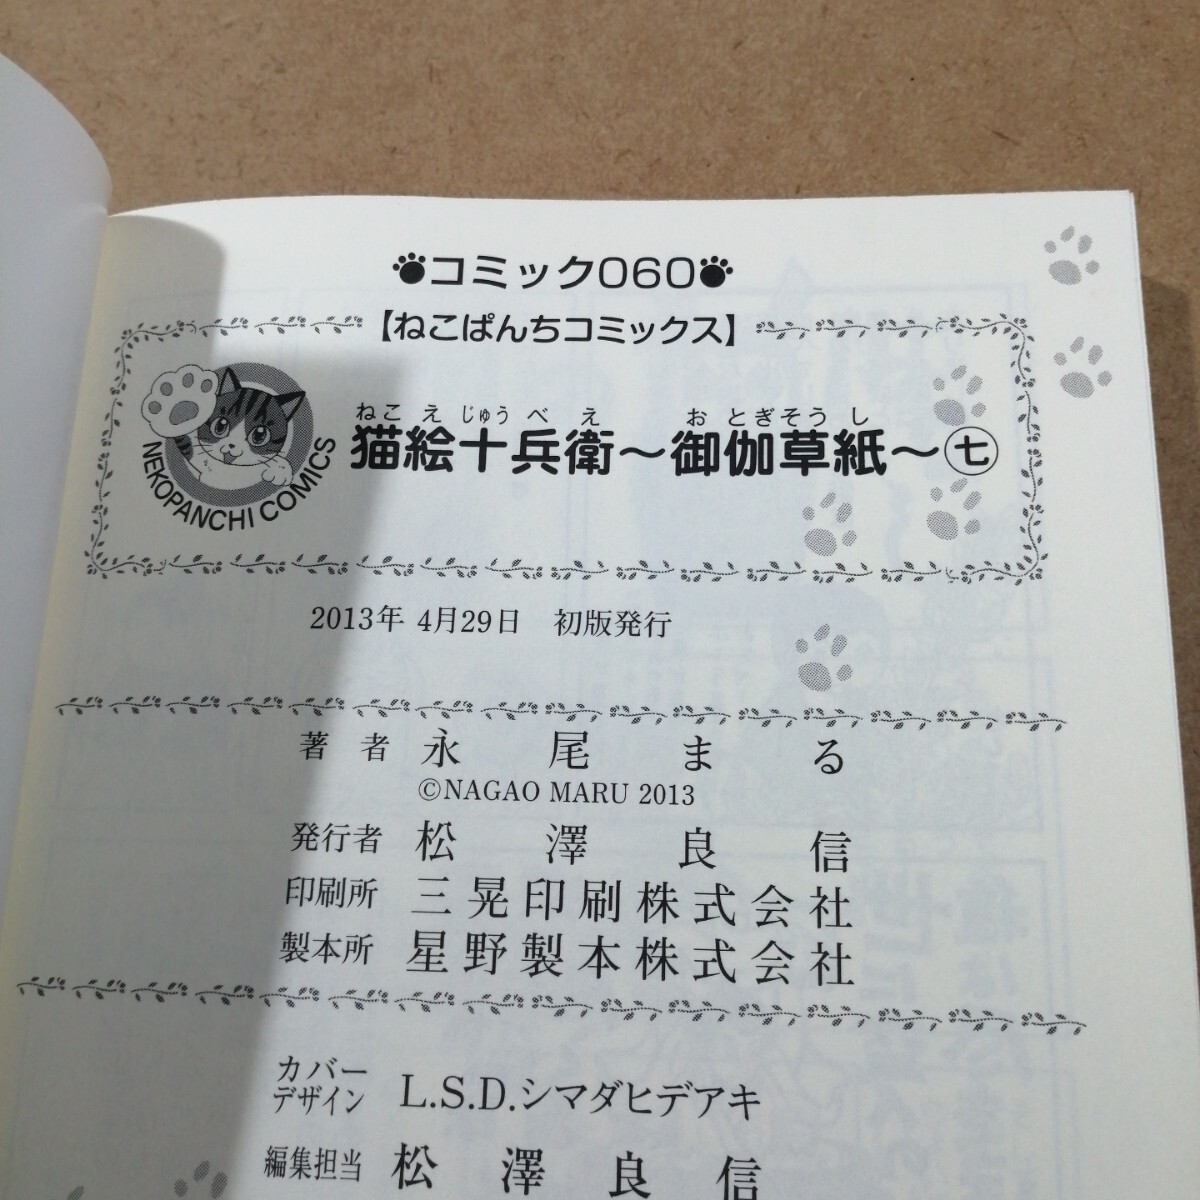 コミック060
【ねこぱんちコミックス】
NEKOPANCHI COMICS
ねこえじゅうべえ おとぎそうし
猫絵十兵衛〜御伽草紙〜㊆
2013年 4月29日 初版発行
著者 永尾まる
©NAGAO MARU 2013
発行者 松澤良信
印刷所 三晃印刷株式会社
製本所 星野製本株式会社
カバー
デザイン L.S.D.シマダヒデアキ
編集担当 松澤良信